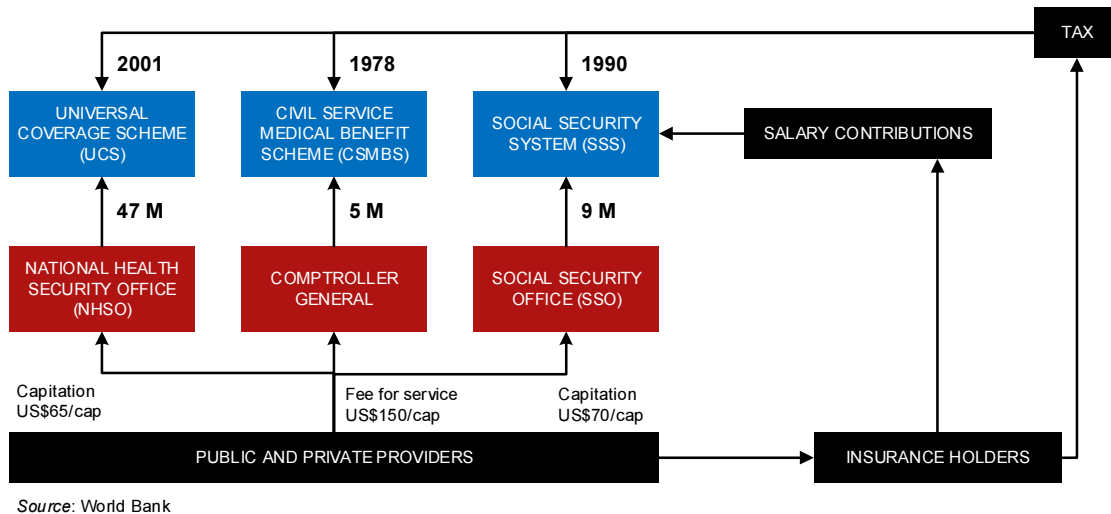 TAX
2001
1978
1990
UNIVERSAL
COVERAGE SCHEME
(UCS)
CIVIL SERVICE
MEDICAL BENEFIT
SCHEME (CSMBS)
SOCIAL SECURITY
SYSTEM (SSS)
SALARY CONTRIBUTIONS
47 M
5 M
9 M
NATIONAL HEALTH
SECURITY OFFICE
(NHSO)
COMPTROLLER
GENERAL
SOCIAL SECURITY
OFFICE (SSO)
Capitation
US$65/cap
Fee for service
US$150/cap
Capitation
US$70/cap
PUBLIC AND PRIVATE PROVIDERS
INSURANCE HOLDERS
Source: World Bank